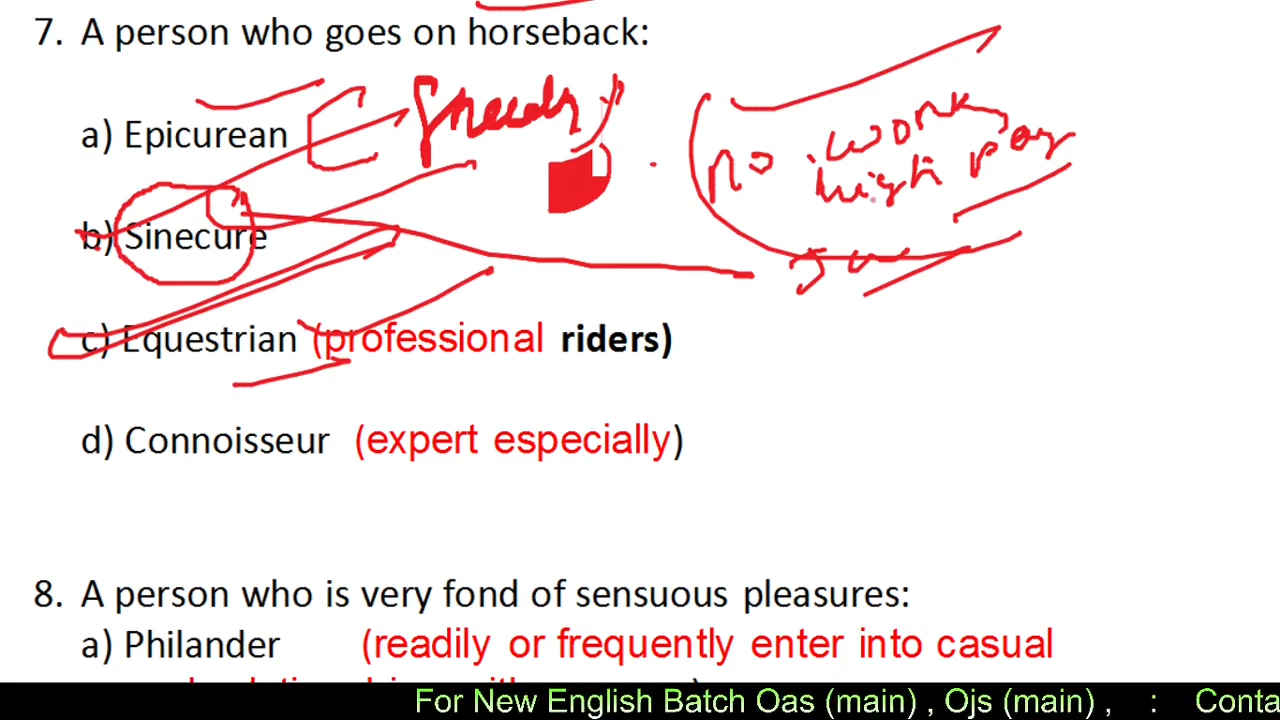 7. A person who goes on horseback:
a) Epicurean
no work
high pay
b) Sinecure
c) Equestrian (professional riders)
d) Connoisseur (expert especially)
8. A person who is very fond of sensuous pleasures:
a) Philander (readily or frequently enter into casual
For New English Batch Oas (main) , Ojs (main) , : Conta